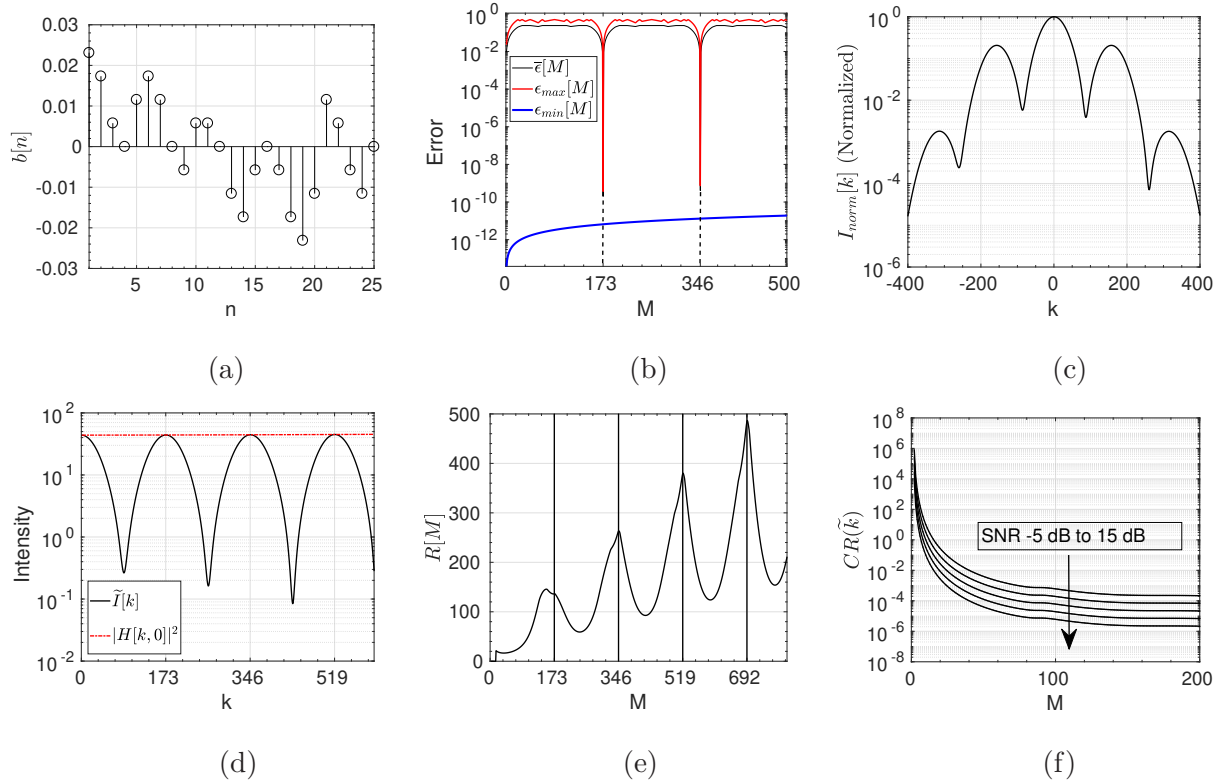 0.03
0.02
0.01
0
-0.01
-0.02
-0.03
b[n]
5 10 15 20 25
n
(a)
10^0
10^-2
10^-4
10^-6
10^-8
10^-10
10^-12
Error
ϵ̅[M]
ϵ_max[M]
ϵ_min[M]
0 173 346 500
M
(b)
10^0
10^-2
10^-4
10^-6
I_norm[k] (Normalized)
-400 -200 0 200 400
k
(c)
10^2
10^1
10^0
10^-1
10^-2
Intensity
Ĩ[k]
|H[k, 0]|^2
0 173 346 519
k
(d)
500
400
300
200
100
0
R[M]
173 346 519 692
M
(e)
10^8
10^6
10^4
10^2
10^0
10^-2
10^-4
10^-6
10^-8
CR(k̃)
SNR -5 dB to 15 dB
0 100 200
M
(f)